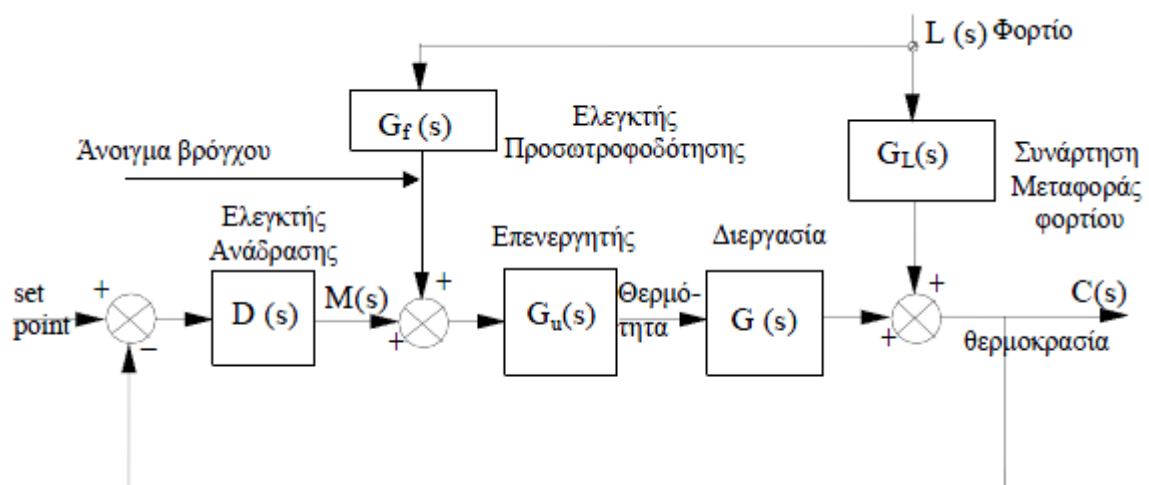 L (s) Φορτίο
G_f (s)
Ελεγκτής
Προσωτροφοδότησης
Άνοιγμα βρόγχου
G_L(s)
Συνάρτηση
Μεταφοράς
φορτίου
Ελεγκτής
Ανάδρασης
Επενεργητής
Διεργασία
set
point
+
−
D (s)
M(s)
+
+
G_u(s)
Θερμό-
τητα
G (s)
+
+
C(s)
θερμοκρασία